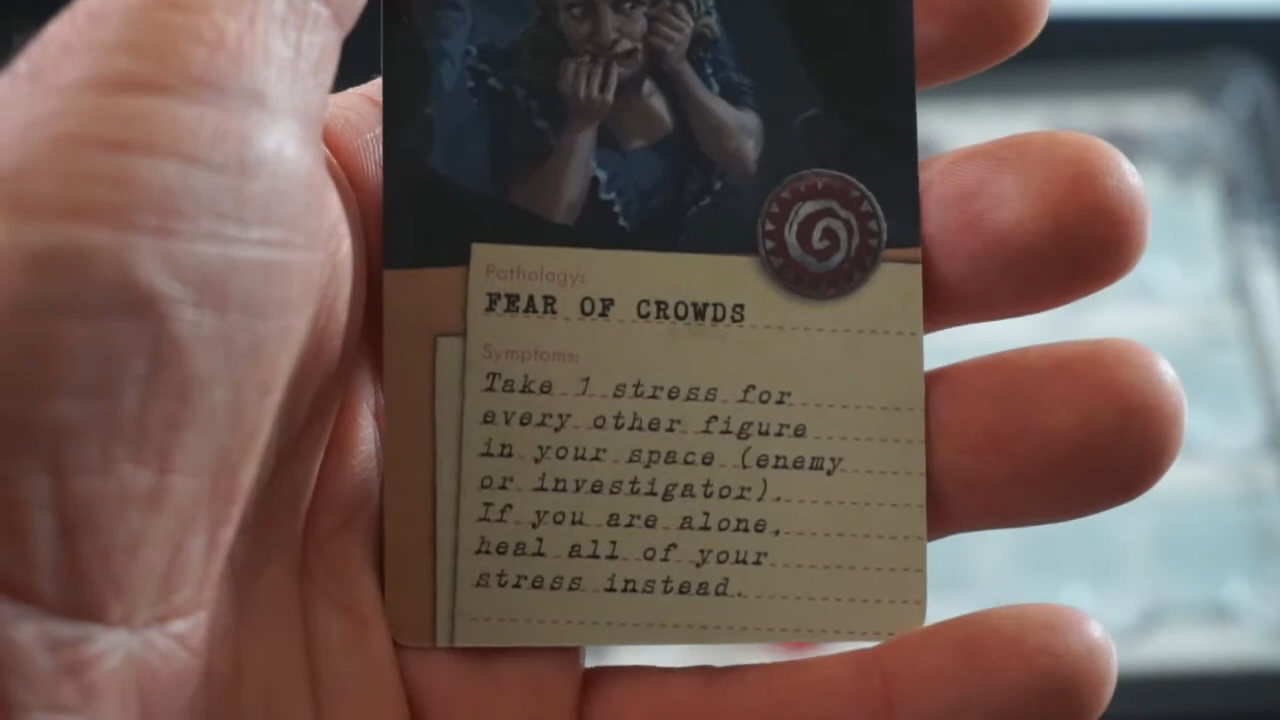 Pathology:
FEAR OF CROWDS
Symptoms:
Take 1 stress for
every other figure
in your space (enemy
or investigator).
If you are alone,
heal all of your
stress instead.